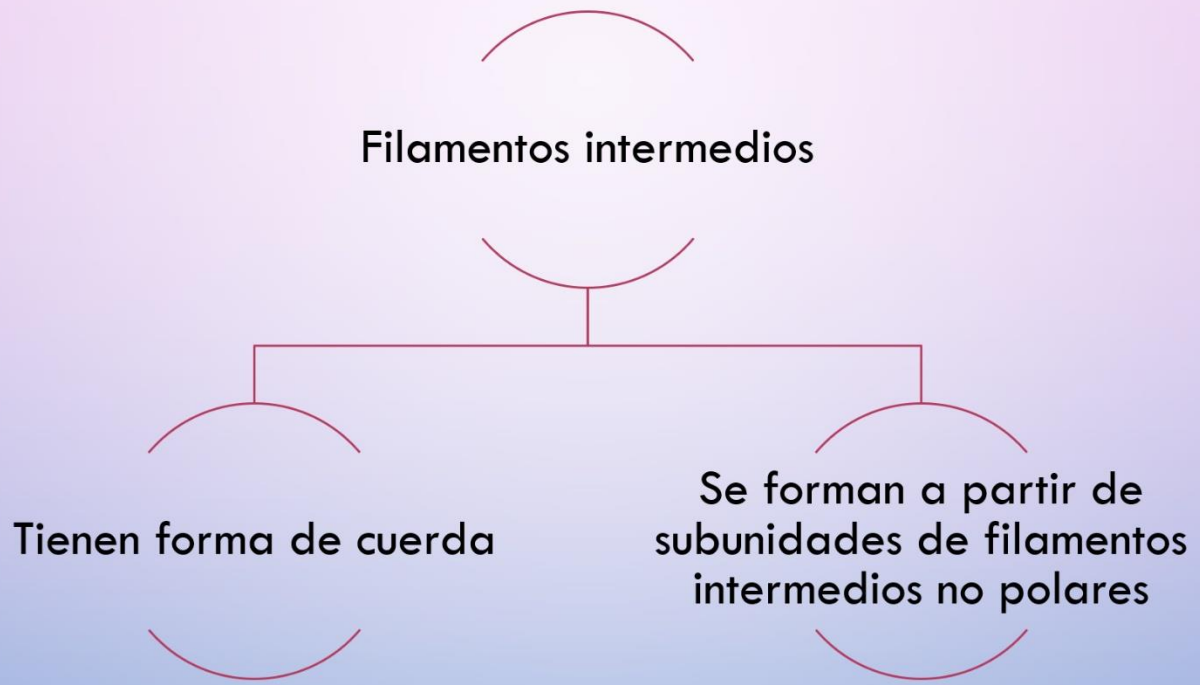 Filamentos intermedios
Tienen forma de cuerda
Se forman a partir de
subunidades de filamentos
intermedios no polares